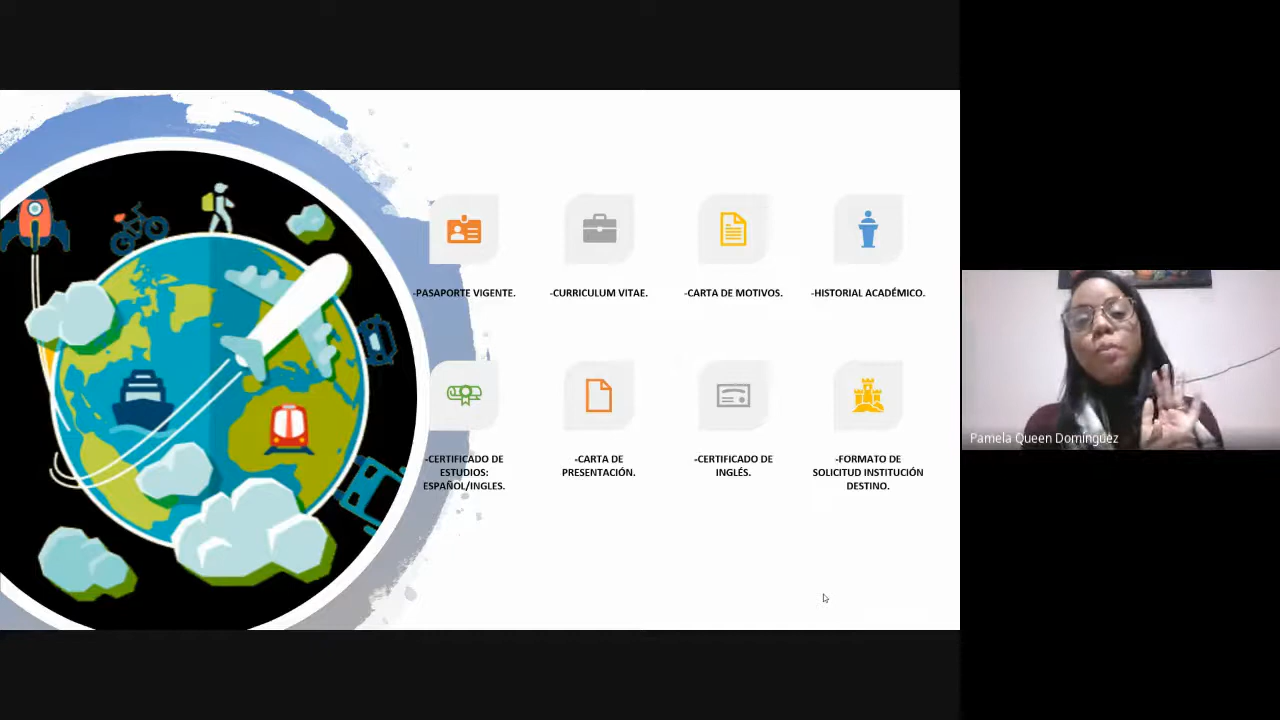 -PASAPORTE VIGENTE.
-CURRICULUM VITAE.
-CARTA DE MOTIVOS.
-HISTORIAL ACADÉMICO.
-CERTIFICADO DE
ESTUDIOS:
ESPAÑOL/INGLES.
-CARTA DE
PRESENTACIÓN.
-CERTIFICADO DE
INGLÉS.
-FORMATO DE
SOLICITUD INSTITUCIÓN
DESTINO.
Pamela Queen Dominguez